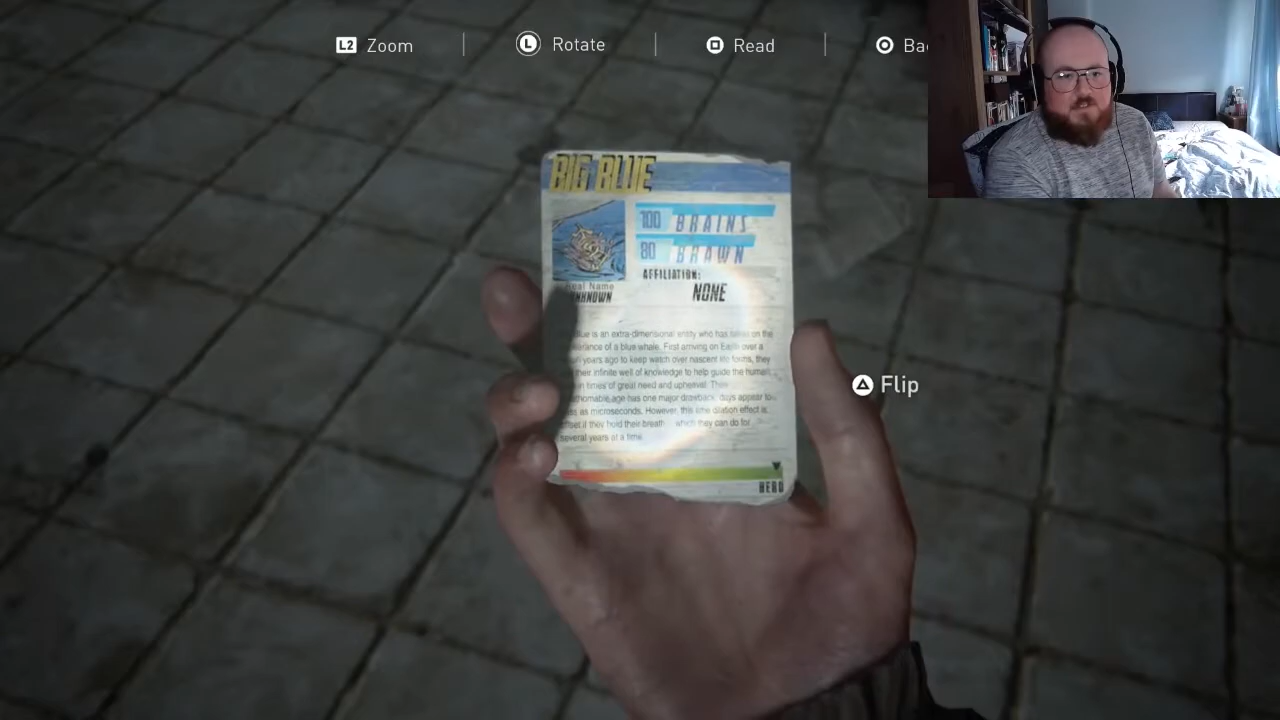 L2 Zoom
L Rotate
Read
Bac
BIG BLUE
100 BRAINS
80 BRAWN
AFFILIATION:
NONE
Real Name
UNKNOWN
Blue is an extra-dimensional entity who has taken on the
of a blue whale. First arriving on Earth over a
years ago to keep watch over nascent life forms, they
their infinite well of knowledge to help guide the human
in times of great need and upheaval. Their
age has one major drawback: days appear to
as microseconds. However, this time dilation effect is
offset if they hold their breath which they can do for
several years at a time
HERO
Flip